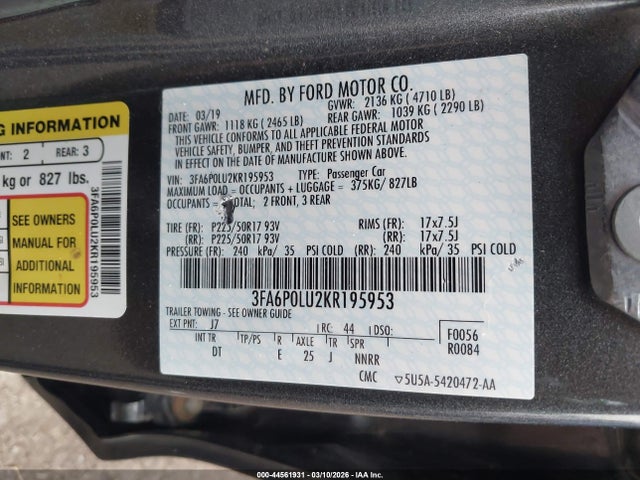 G INFORMATION
NT: 2 REAR: 3
kg or 827 lbs.
SEE OWNERS
MANUAL FOR
ADDITIONAL
INFORMATION
3FA6P0LU2KR195953
MFD. BY FORD MOTOR CO.
DATE: 03/19 GVWR: 2136 KG ( 4710 LB)
FRONT GAWR: 1118 KG ( 2465 LB) REAR GAWR: 1039 KG ( 2290 LB)
THIS VEHICLE CONFORMS TO ALL APPLICABLE FEDERAL MOTOR
VEHICLE SAFETY, BUMPER, AND THEFT PREVENTION STANDARDS
IN EFFECT ON THE DATE OF MANUFACTURE SHOWN ABOVE.
VIN: 3FA6P0LU2KR195953 TYPE: Passenger Car
MAXIMUM LOAD = OCCUPANTS + LUGGAGE = 375KG/ 827LB
OCCUPANTS = TOTAL: 2 FRONT, 3 REAR
TIRE (FR): P225/50R17 93V RIMS (FR): 17x7.5J
(RR): P225/50R17 93V (RR): 17x7.5J
PRESSURE (FR): 240 kPa/ 35 PSI COLD (RR): 240 kPa/ 35 PSI COLD
3FA6P0LU2KR195953
TRAILER TOWING - SEE OWNER GUIDE
EXT PNT: J7 RC: 44 DSO: F0056
INT TR TP/PS R AXLE TR SPR R0084
DT E 25 J NNRR
CMC ▽5U5A-5420472-AA
000-44561931 - 03/10/2026 - IAA(CM)